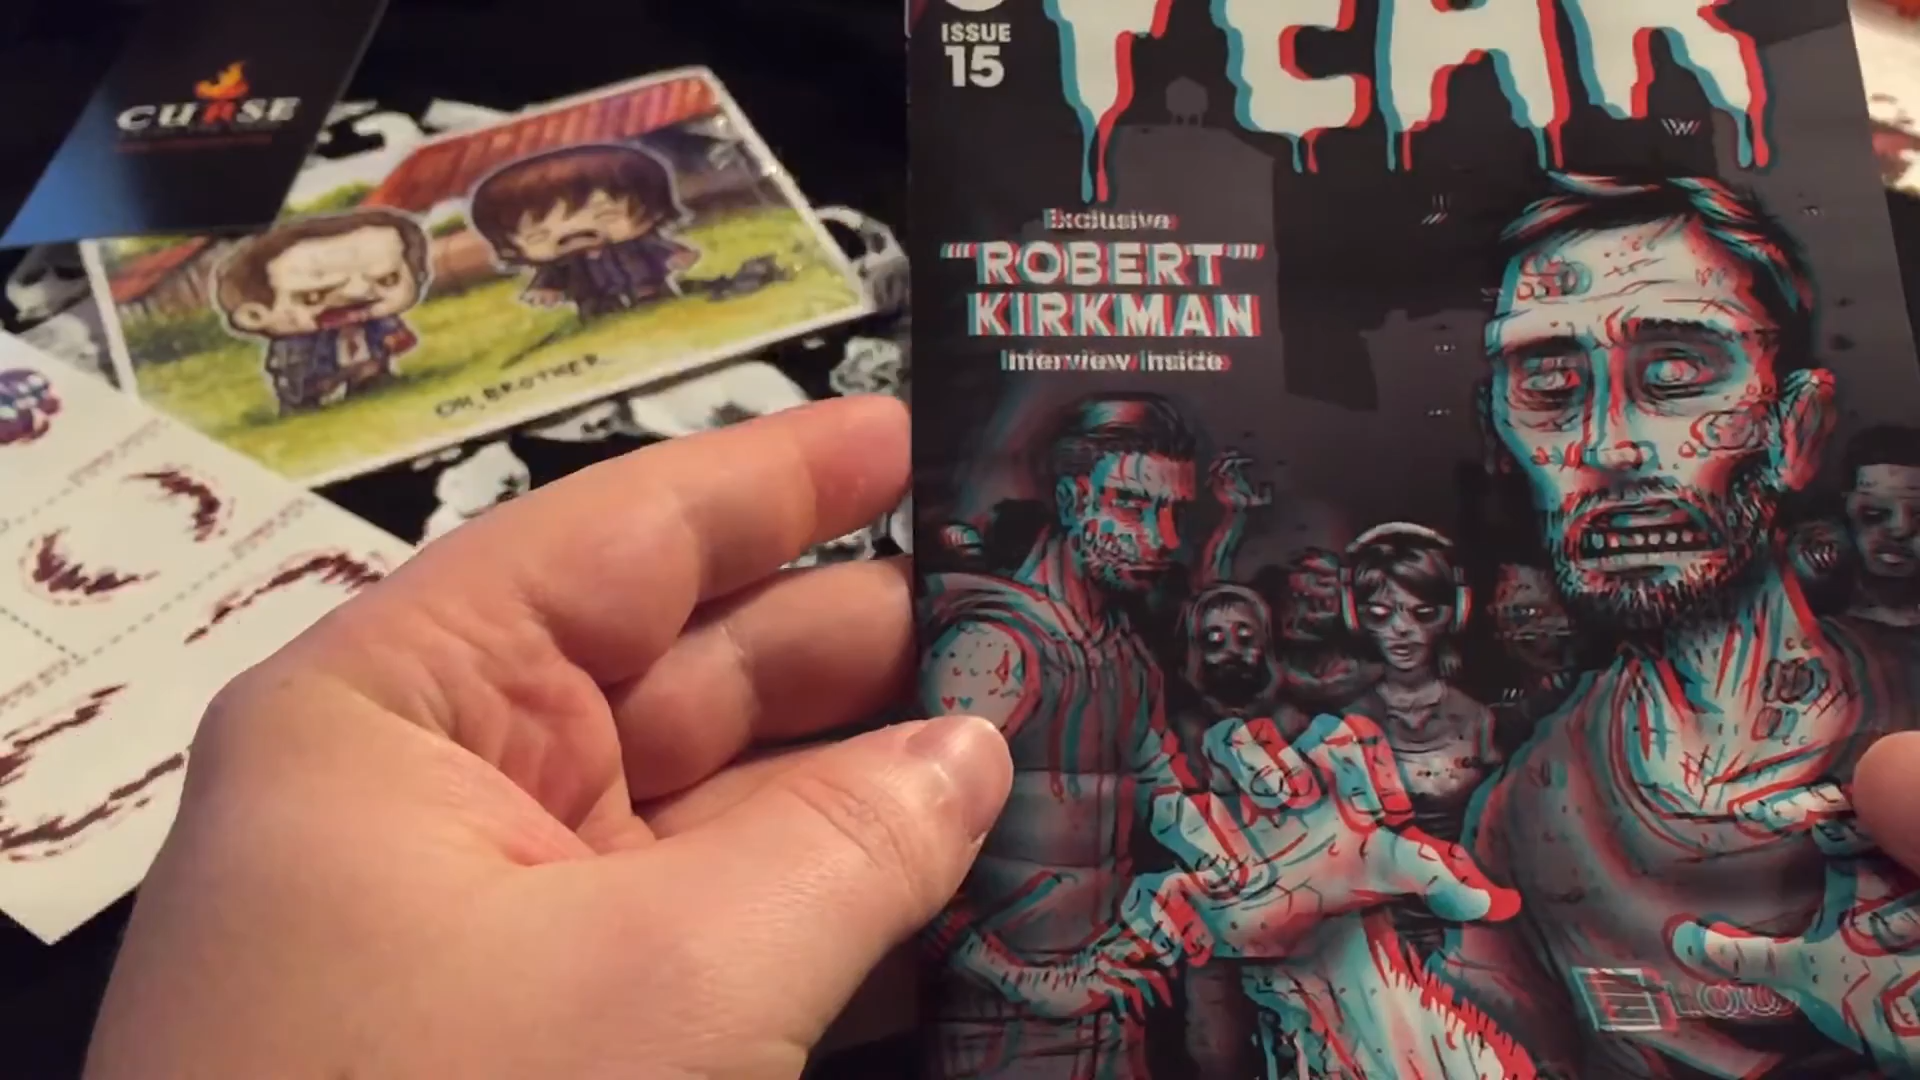 CURSE
OH, BROTHER.
ISSUE
15
FEAR
Exclusive
"ROBERT"
KIRKMAN
Interview Inside